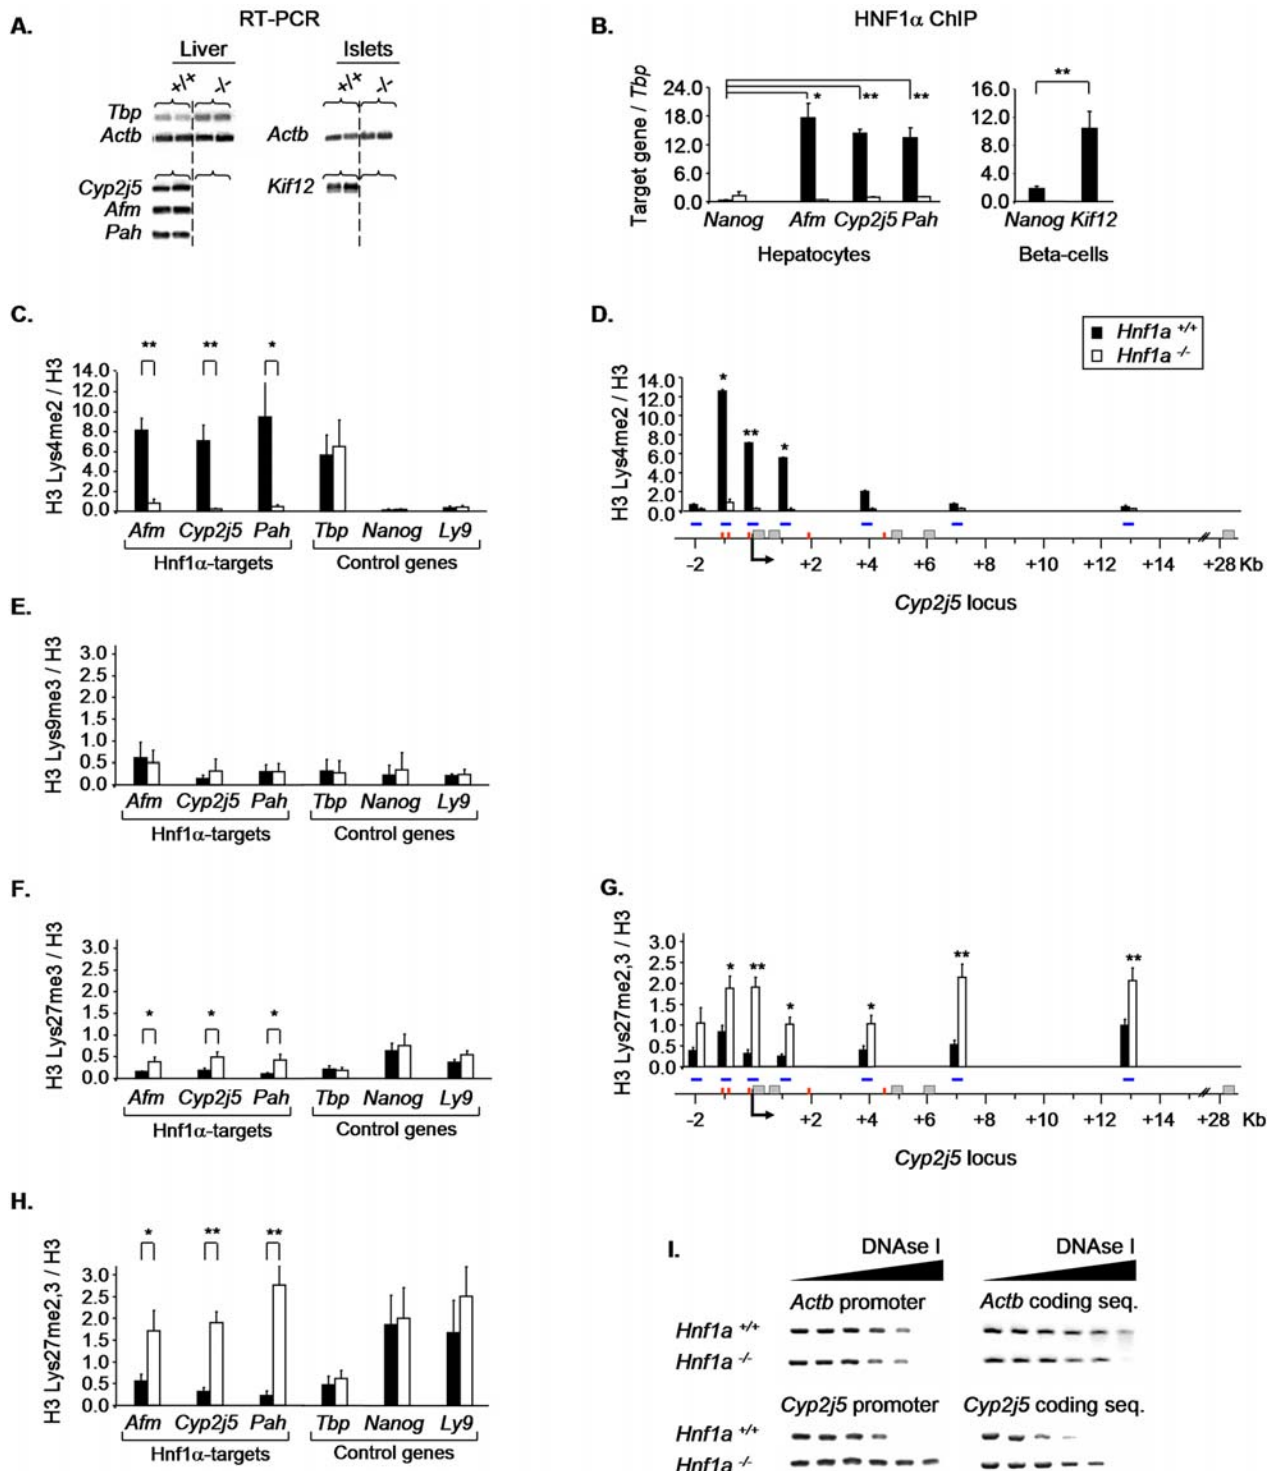 A.
RT-PCR
Liver
Islets
+/+ -/- +/+ -/-
Tbp
Actb
Actb
Cyp2j5
Kif12
Afm
Pah
B.
HNF1α ChIP
Target gene / Tbp
24.0
18.0
12.0
6.0
0.0
* ** **
Nanog Afm Cyp2j5 Pah
Hepatocytes
16.0
12.0
8.0
4.0
0.0
**
Nanog Kif12
Beta-cells
C.
H3 Lys4me2 / H3
** ** *
14.0
12.0
10.0
8.0
6.0
4.0
2.0
0.0
Afm Cyp2j5 Pah Tbp Nanog Ly9
Hnf1α-targets Control genes
D.
Hnf1a +/+
Hnf1a -/-
H3 Lys4me2 / H3
14.0
12.0
10.0
8.0
6.0
4.0
2.0
0.0
* ** *
-2 +2 +4 +6 +8 +10 +12 +14 +28 Kb
Cyp2j5 locus
E.
H3 Lys9me3 / H3
3.0
2.5
2.0
1.5
1.0
0.5
0.0
Afm Cyp2j5 Pah Tbp Nanog Ly9
Hnf1α-targets Control genes
F.
H3 Lys27me3 / H3
3.0
2.5
2.0
1.5
1.0
0.5
0.0
* * *
Afm Cyp2j5 Pah Tbp Nanog Ly9
Hnf1α-targets Control genes
G.
H3 Lys27me2,3 / H3
3.0
2.5
2.0
1.5
1.0
0.5
0.0
* ** * * ** **
-2 +2 +4 +6 +8 +10 +12 +14 +28 Kb
Cyp2j5 locus
H.
H3 Lys27me2,3 / H3
* ** **
3.0
2.5
2.0
1.5
1.0
0.5
0.0
Afm Cyp2j5 Pah Tbp Nanog Ly9
Hnf1α-targets Control genes
I.
DNAse I DNAse I
Actb promoter Actb coding seq.
Hnf1a +/+
Hnf1a -/-
Cyp2j5 promoter Cyp2j5 coding seq.
Hnf1a +/+
Hnf1a -/-